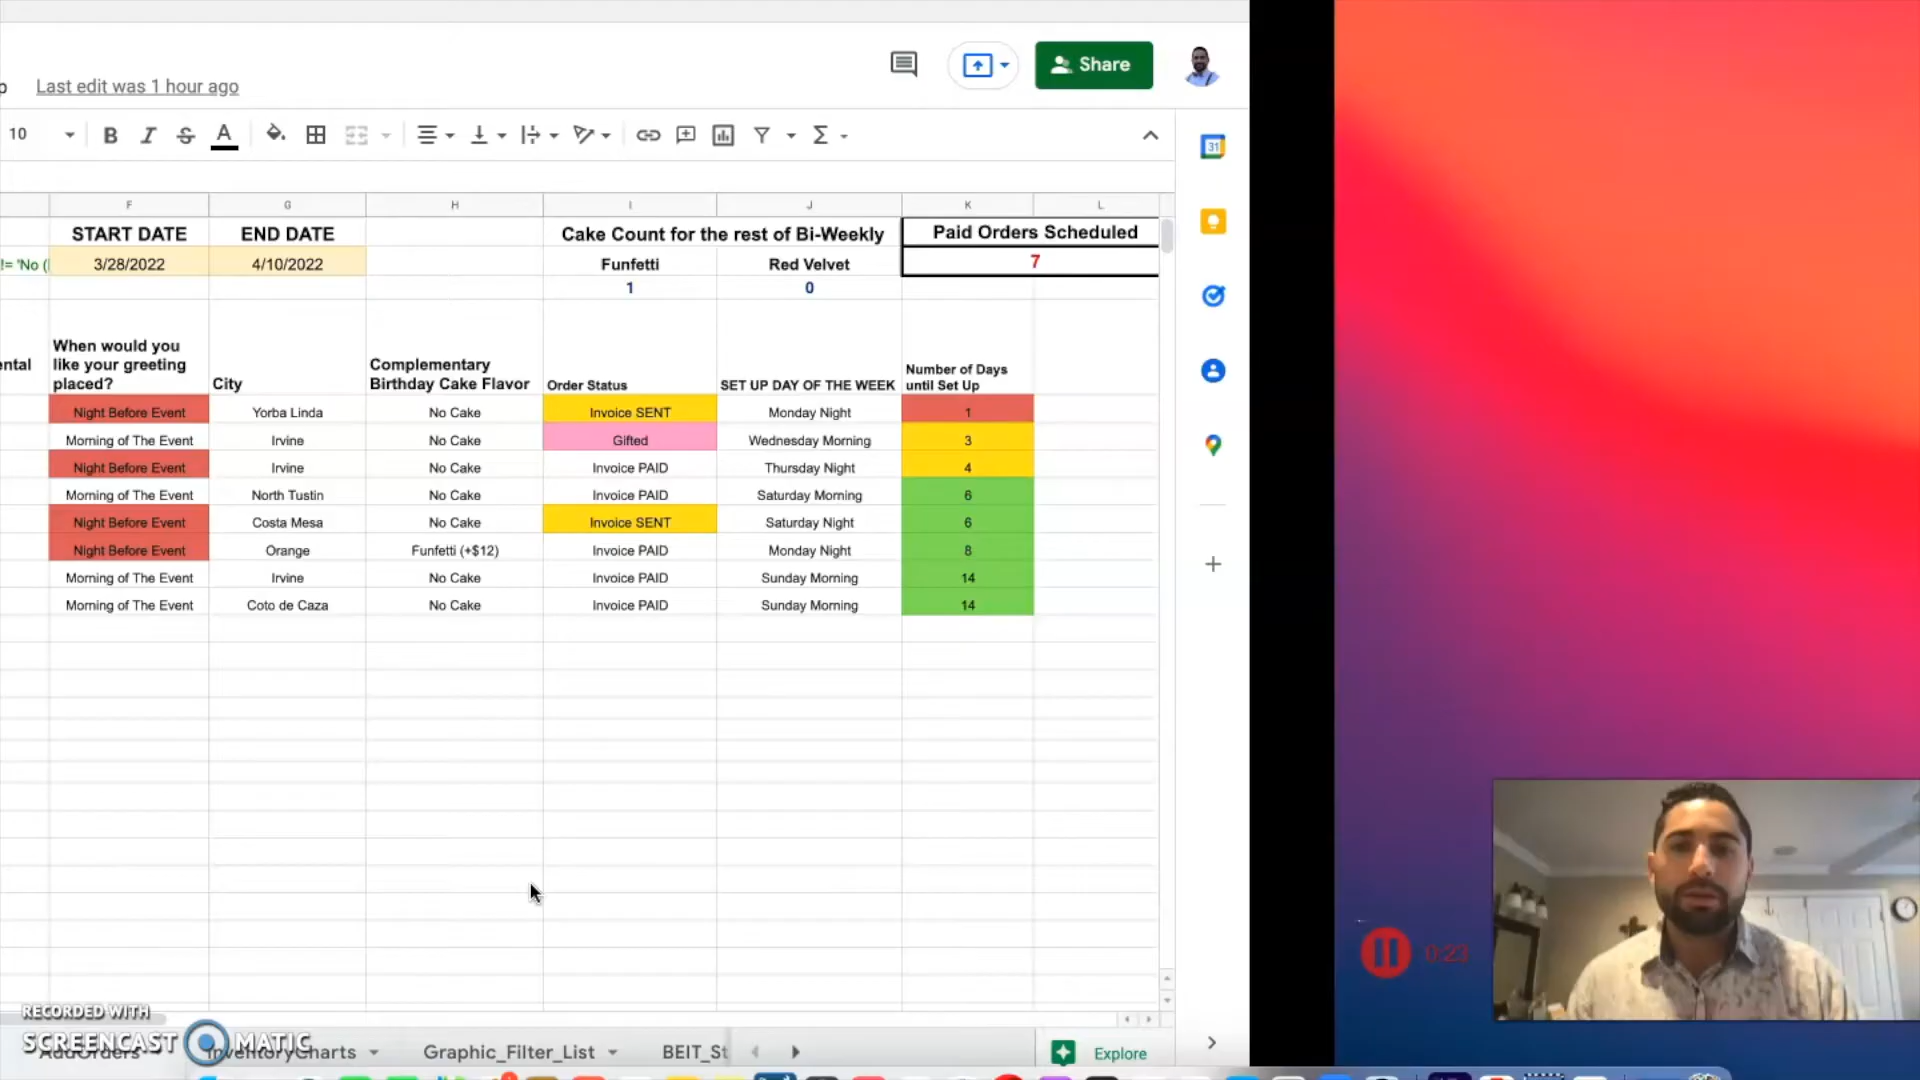 Share
p Last edit was 1 hour ago
10
B I S A
31
F G H I J K L
START DATE END DATE Cake Count for the rest of Bi-Weekly Paid Orders Scheduled
!= 'No ( 3/28/2022 4/10/2022 Funfetti Red Velvet 7
1 0
When would you
like your greeting
placed?
ental
City
Complementary
Birthday Cake Flavor
Order Status
SET UP DAY OF THE WEEK
Number of Days
until Set Up
Night Before Event Yorba Linda No Cake Invoice SENT Monday Night 1
Morning of The Event Irvine No Cake Gifted Wednesday Morning 3
Night Before Event Irvine No Cake Invoice PAID Thursday Night 4
Morning of The Event North Tustin No Cake Invoice PAID Saturday Morning 6
Night Before Event Costa Mesa No Cake Invoice SENT Saturday Night 6
Night Before Event Orange Funfetti (+$12) Invoice PAID Monday Night 8
Morning of The Event Irvine No Cake Invoice PAID Sunday Morning 14
Morning of The Event Coto de Caza No Cake Invoice PAID Sunday Morning 14
0:23
RECORDED WITH
SCREENCAST MATIC
AddOrders InventoryCharts Graphic_Filter_List BEIT_St Explore